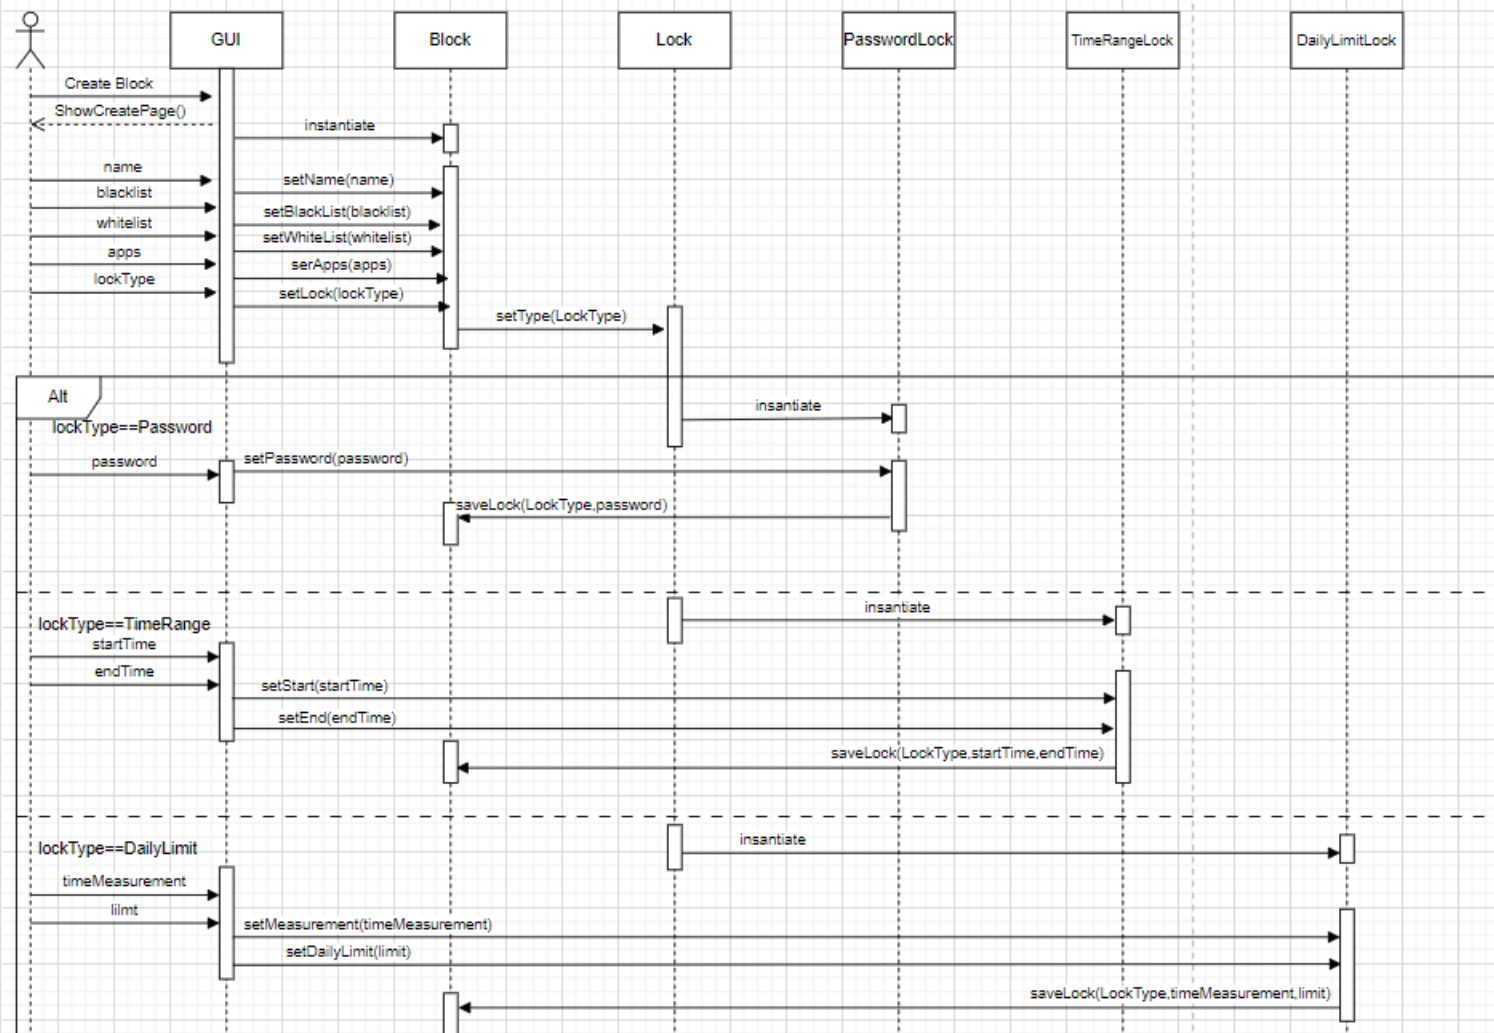 GUI
Block
Lock
PasswordLock
TimeRangeLock
DailyLimitLock
Create Block
ShowCreatePage()
instantiate
name
setName(name)
blacklist
setBlackList(blacklist)
whitelist
setWhiteList(whitelist)
apps
serApps(apps)
lockType
setLock(lockType)
setType(LockType)
Alt
insantiate
lockType==Password
password
setPassword(password)
saveLock(LockType,password)
insantiate
lockType==TimeRange
startTime
endTime
setStart(startTime)
setEnd(endTime)
saveLock(LockType,startTime,endTime)
insantiate
lockType==DailyLimit
timeMeasurement
lilmt
setMeasurement(timeMeasurement)
setDailyLimit(limit)
saveLock(LockType,timeMeasurement,limit)